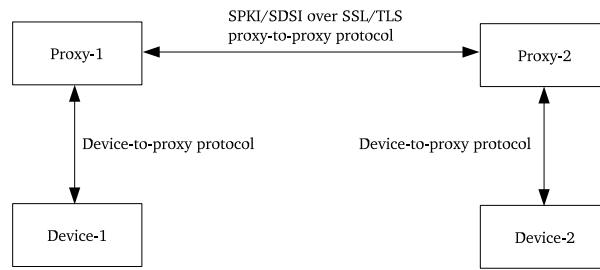 SPKI/SDSI over SSL/TLS
proxy-to-proxy protocol
Proxy-1
Proxy-2
Device-to-proxy protocol
Device-to-proxy protocol
Device-1
Device-2